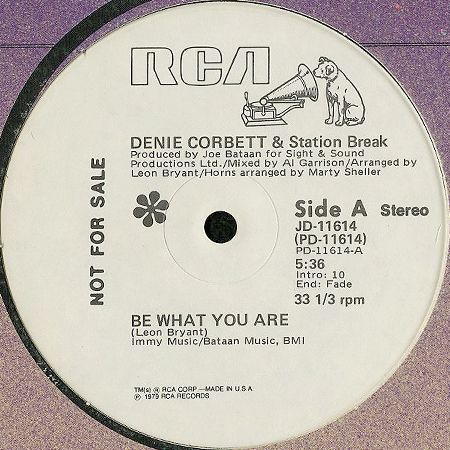 RCA
DENIE CORBETT & Station Break
Produced by Joe Bataan for Sight & Sound
Productions Ltd./Mixed by Al Garrison/Arranged by
Leon Bryant/Horns arranged by Marty Sheller
NOT FOR SALE
Side A Stereo
JD-11614
(PD-11614)
PD-11614-A
5:36
Intro: 10
End: Fade
33 1/3 rpm
BE WHAT YOU ARE
(Leon Bryant)
Immy Music/Bataan Music, BMI
TM(s) ® RCA CORP—MADE IN U.S.A
℗ 1979 RCA RECORDS